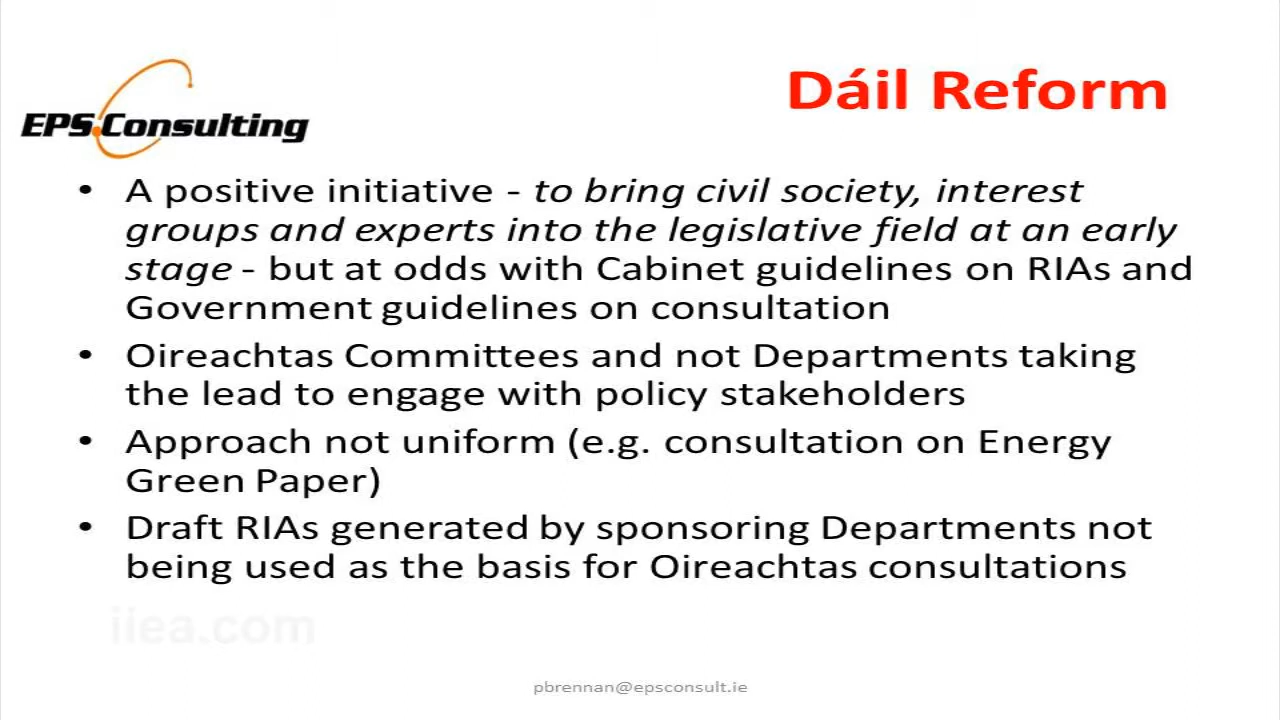 Dáil Reform
EPS Consulting
• A positive initiative - to bring civil society, interest
groups and experts into the legislative field at an early
stage - but at odds with Cabinet guidelines on RIAs and
Government guidelines on consultation
• Oireachtas Committees and not Departments taking
the lead to engage with policy stakeholders
• Approach not uniform (e.g. consultation on Energy
Green Paper)
• Draft RIAs generated by sponsoring Departments not
being used as the basis for Oireachtas consultations
ilea.com
pbrennan@epsconsult.ie